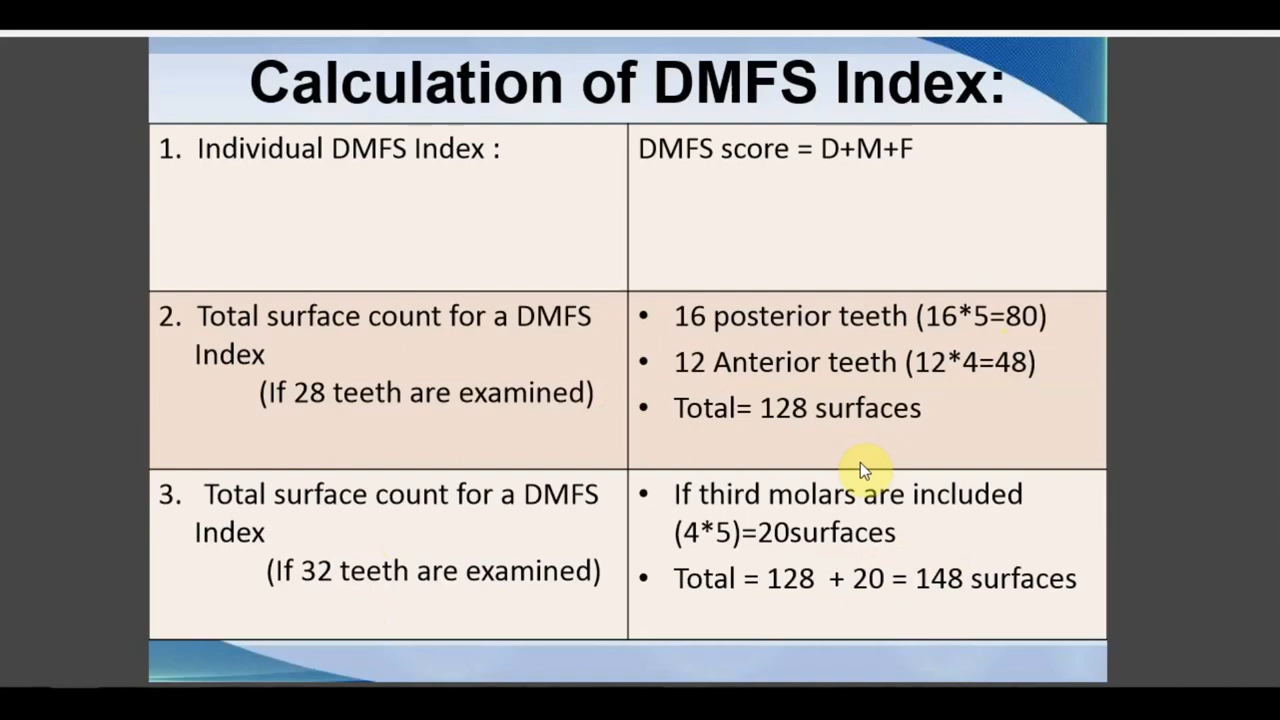 Calculation of DMFS Index:
1. Individual DMFS Index :
DMFS score = D+M+F
2. Total surface count for a DMFS
Index
(If 28 teeth are examined)
• 16 posterior teeth (16*5=80)
• 12 Anterior teeth (12*4=48)
• Total= 128 surfaces
3. Total surface count for a DMFS
Index
(If 32 teeth are examined)
• If third molars are included
(4*5)=20surfaces
• Total = 128 + 20 = 148 surfaces